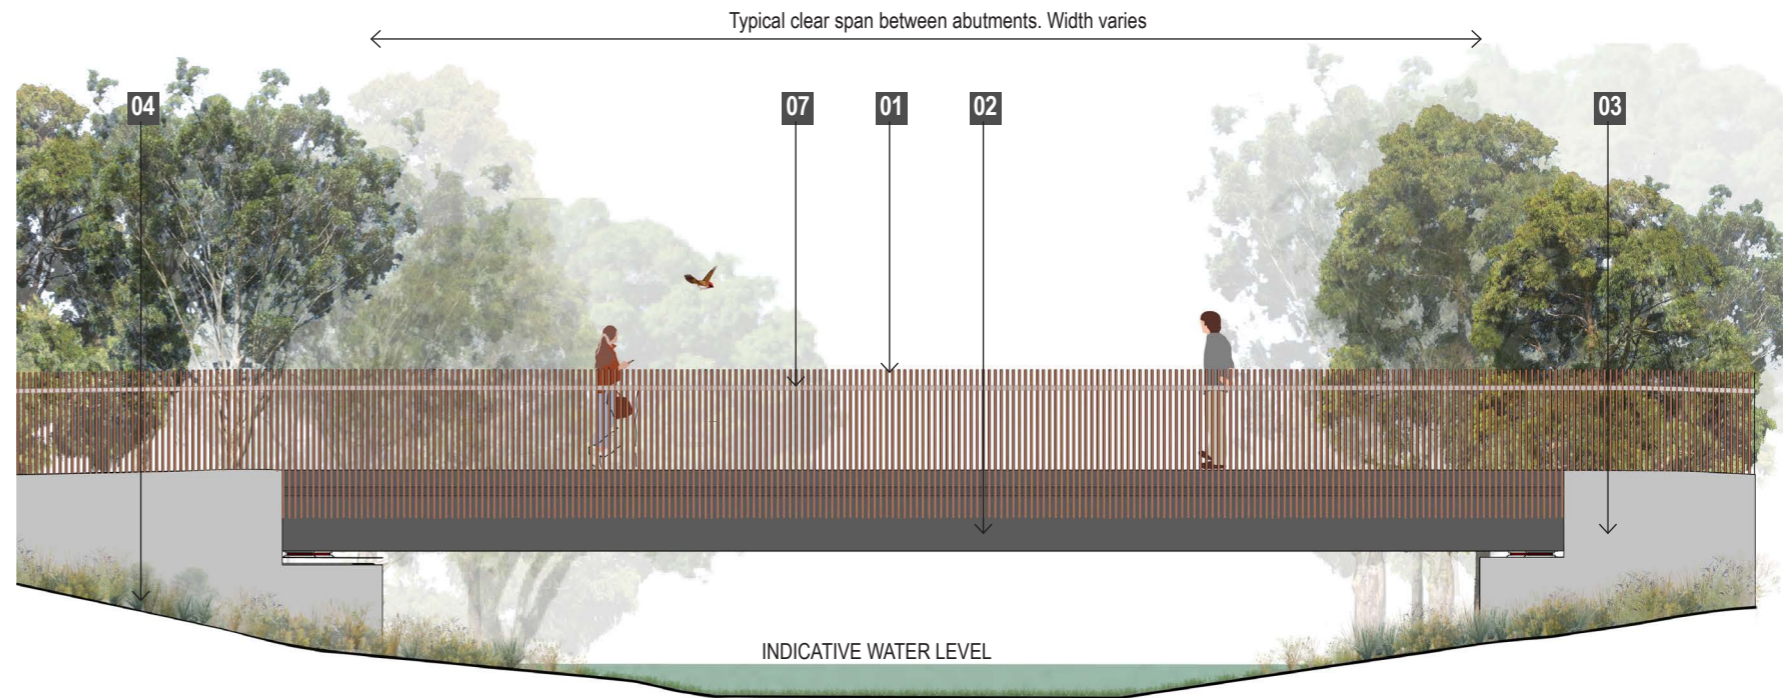 Typical clear span between abutments. Width varies
04
07
01
02
03
INDICATIVE WATER LEVEL